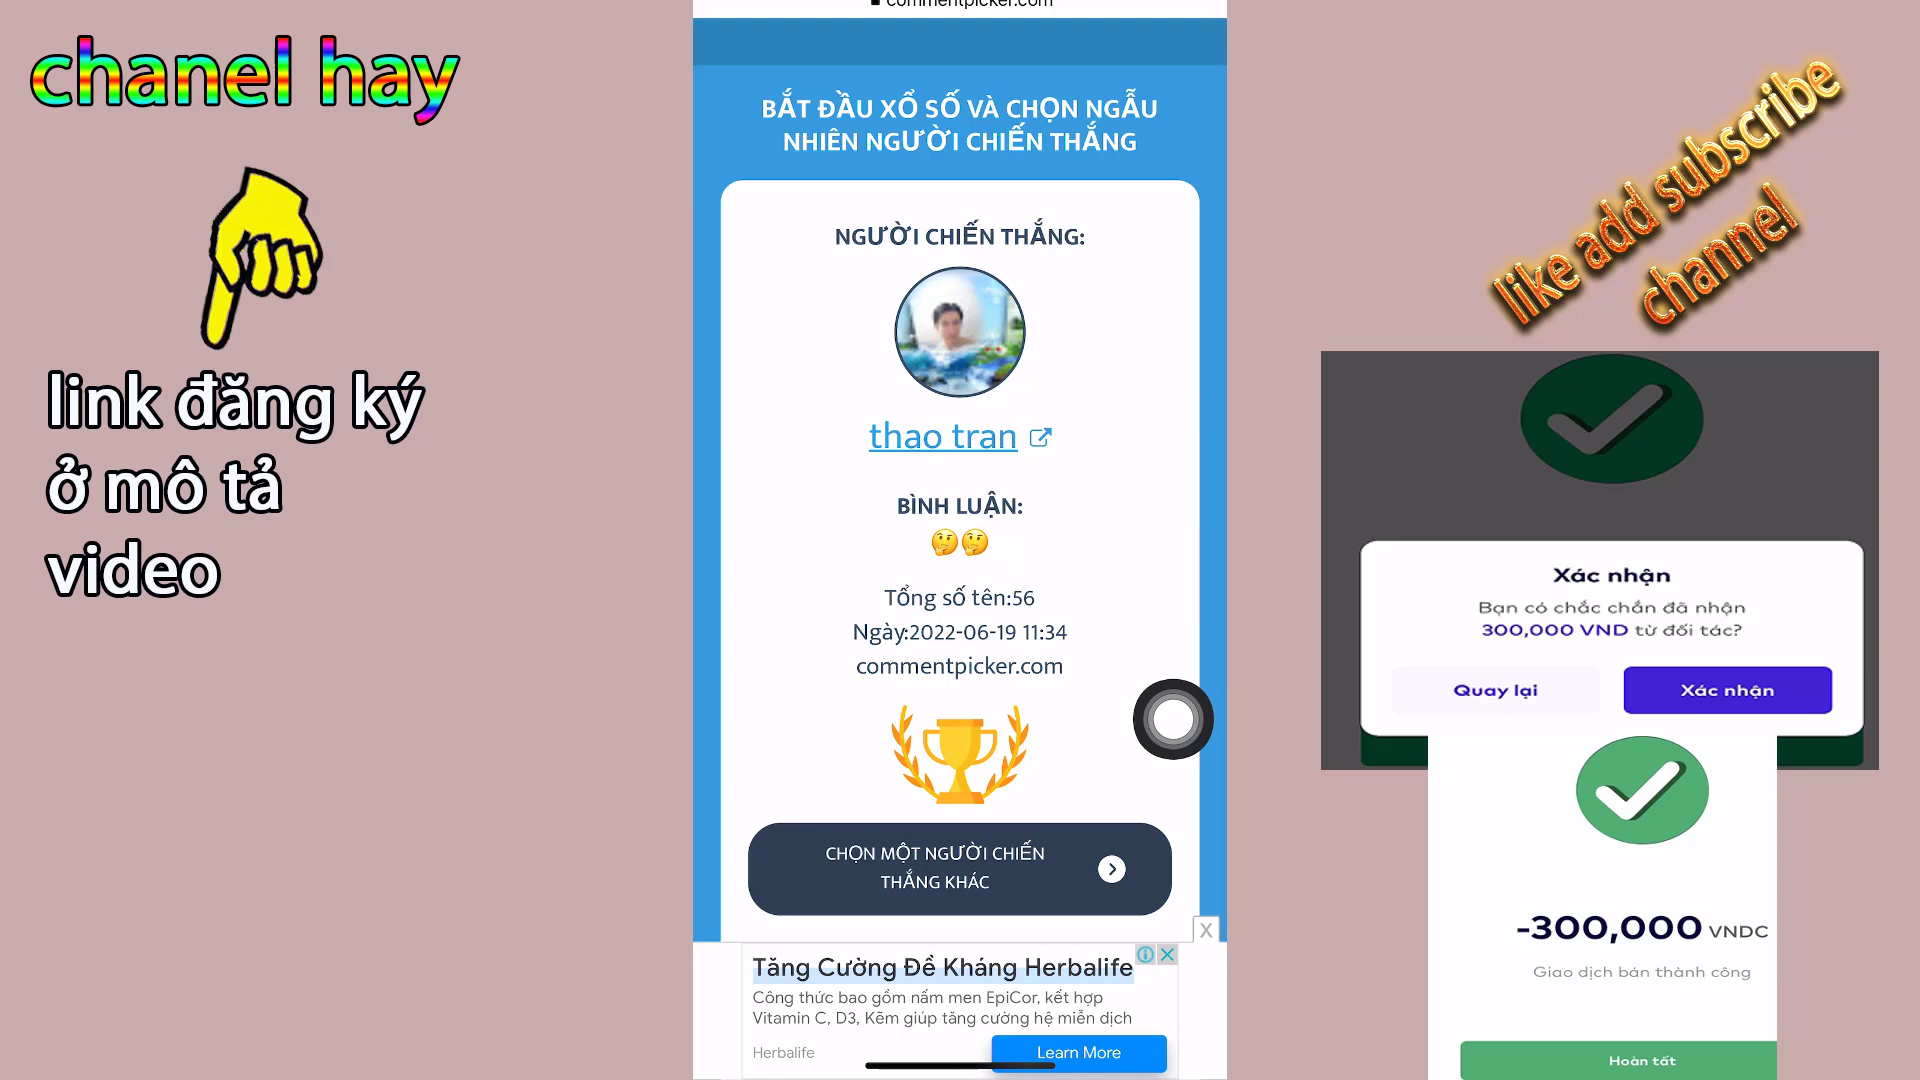 chanel hay
link đăng ký
ở mô tả
video
commentpicker.com
BẮT ĐẦU XỔ SỐ VÀ CHỌN NGẪU
NHIÊN NGƯỜI CHIẾN THẮNG
NGƯỜI CHIẾN THẮNG:
thao tran
BÌNH LUẬN:
🤔🤔
Tổng số tên:56
Ngày:2022-06-19 11:34
commentpicker.com
CHỌN MỘT NGƯỜI CHIẾN
THẮNG KHÁC
X
Tăng Cường Đề Kháng Herbalife
Công thức bao gồm nấm men EpiCor, kết hợp
Vitamin C, D3, Kẽm giúp tăng cường hệ miễn dịch
Herbalife
Learn More
like add subscribe
channel
Xác nhận
Bạn có chắc chắn đã nhận
300,000 VND từ đối tác?
Quay lại
Xác nhận
-300,000 VNDC
Giao dịch bán thành công
Hoàn tất